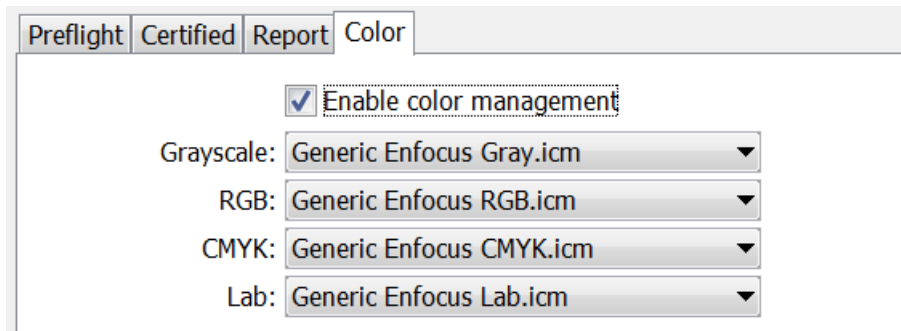 Preflight Certified Report Color
Enable color management
Grayscale: Generic Enfocus Gray.icm
RGB: Generic Enfocus RGB.icm
CMYK: Generic Enfocus CMYK.icm
Lab: Generic Enfocus Lab.icm